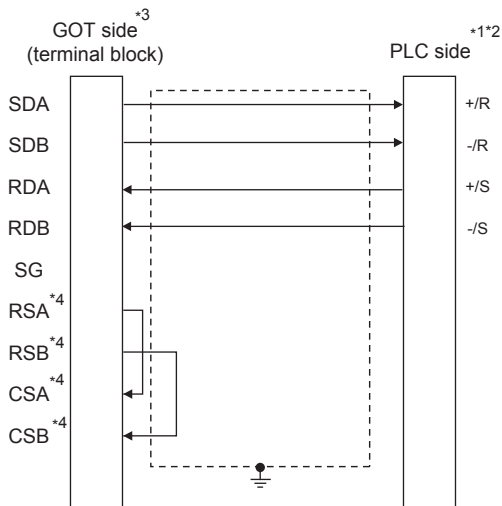 GOT side*3
(terminal block)
PLC side*1*2
SDA
+/R
SDB
-/R
RDA
+/S
RDB
-/S
SG
RSA*4
RSB*4
CSA*4
CSB*4